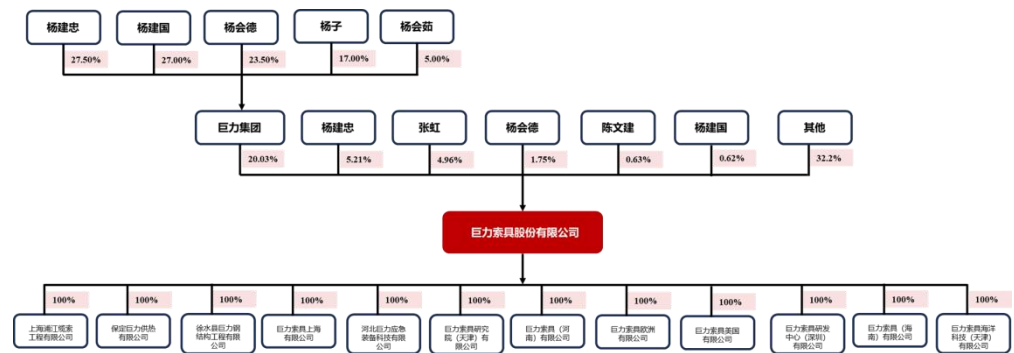 杨建忠
杨建国
杨会德
杨子
杨会茹
27.50%
27.00%
23.50%
17.00%
5.00%
巨力集团
杨建忠
张虹
杨会德
陈文建
杨建国
其他
20.03%
5.21%
4.96%
1.75%
0.63%
0.62%
32.2%
巨力索具股份有限公司
100%
100%
100%
100%
100%
100%
100%
100%
100%
100%
100%
100%
上海浦江缆索
工程有限公司
保定巨力供热
有限公司
徐水县巨力钢
结构工程有限
公司
巨力索具上海
有限公司
河北巨力应急
装备科技有限
公司
巨力索具研究
院（天津）有
限公司
巨力索具（河
南）有限公司
巨力索具欧洲
有限公司
巨力索具美国
有限公司
巨力索具研发
中心（深圳）
有限公司
巨力索具（海
南）有限公司
巨力索具海洋
科技（天津）
有限公司